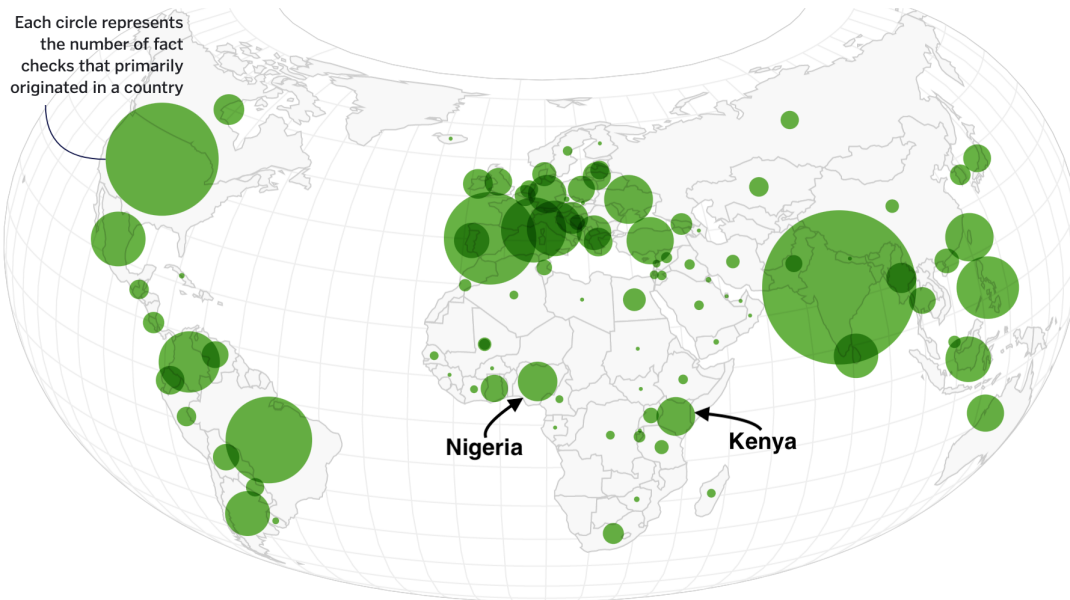 Each circle represents
the number of fact
checks that primarily
originated in a country
Nigeria
Kenya